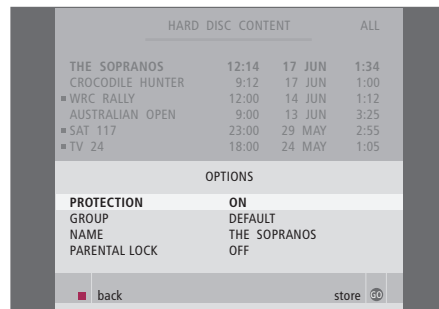 HARD DISC CONTENT ALL
THE SOPRANOS 12:14 17 JUN 1:34
CROCODILE HUNTER 9:12 17 JUN 1:00
WRC RALLY 12:00 14 JUN 1:12
AUSTRALIAN OPEN 9:00 13 JUN 3:25
SAT 117 23:00 29 MAY 2:55
TV 24 18:00 24 MAY 1:05
OPTIONS
PROTECTION ON
GROUP DEFAULT
NAME THE SOPRANOS
PARENTAL LOCK OFF
back store GO